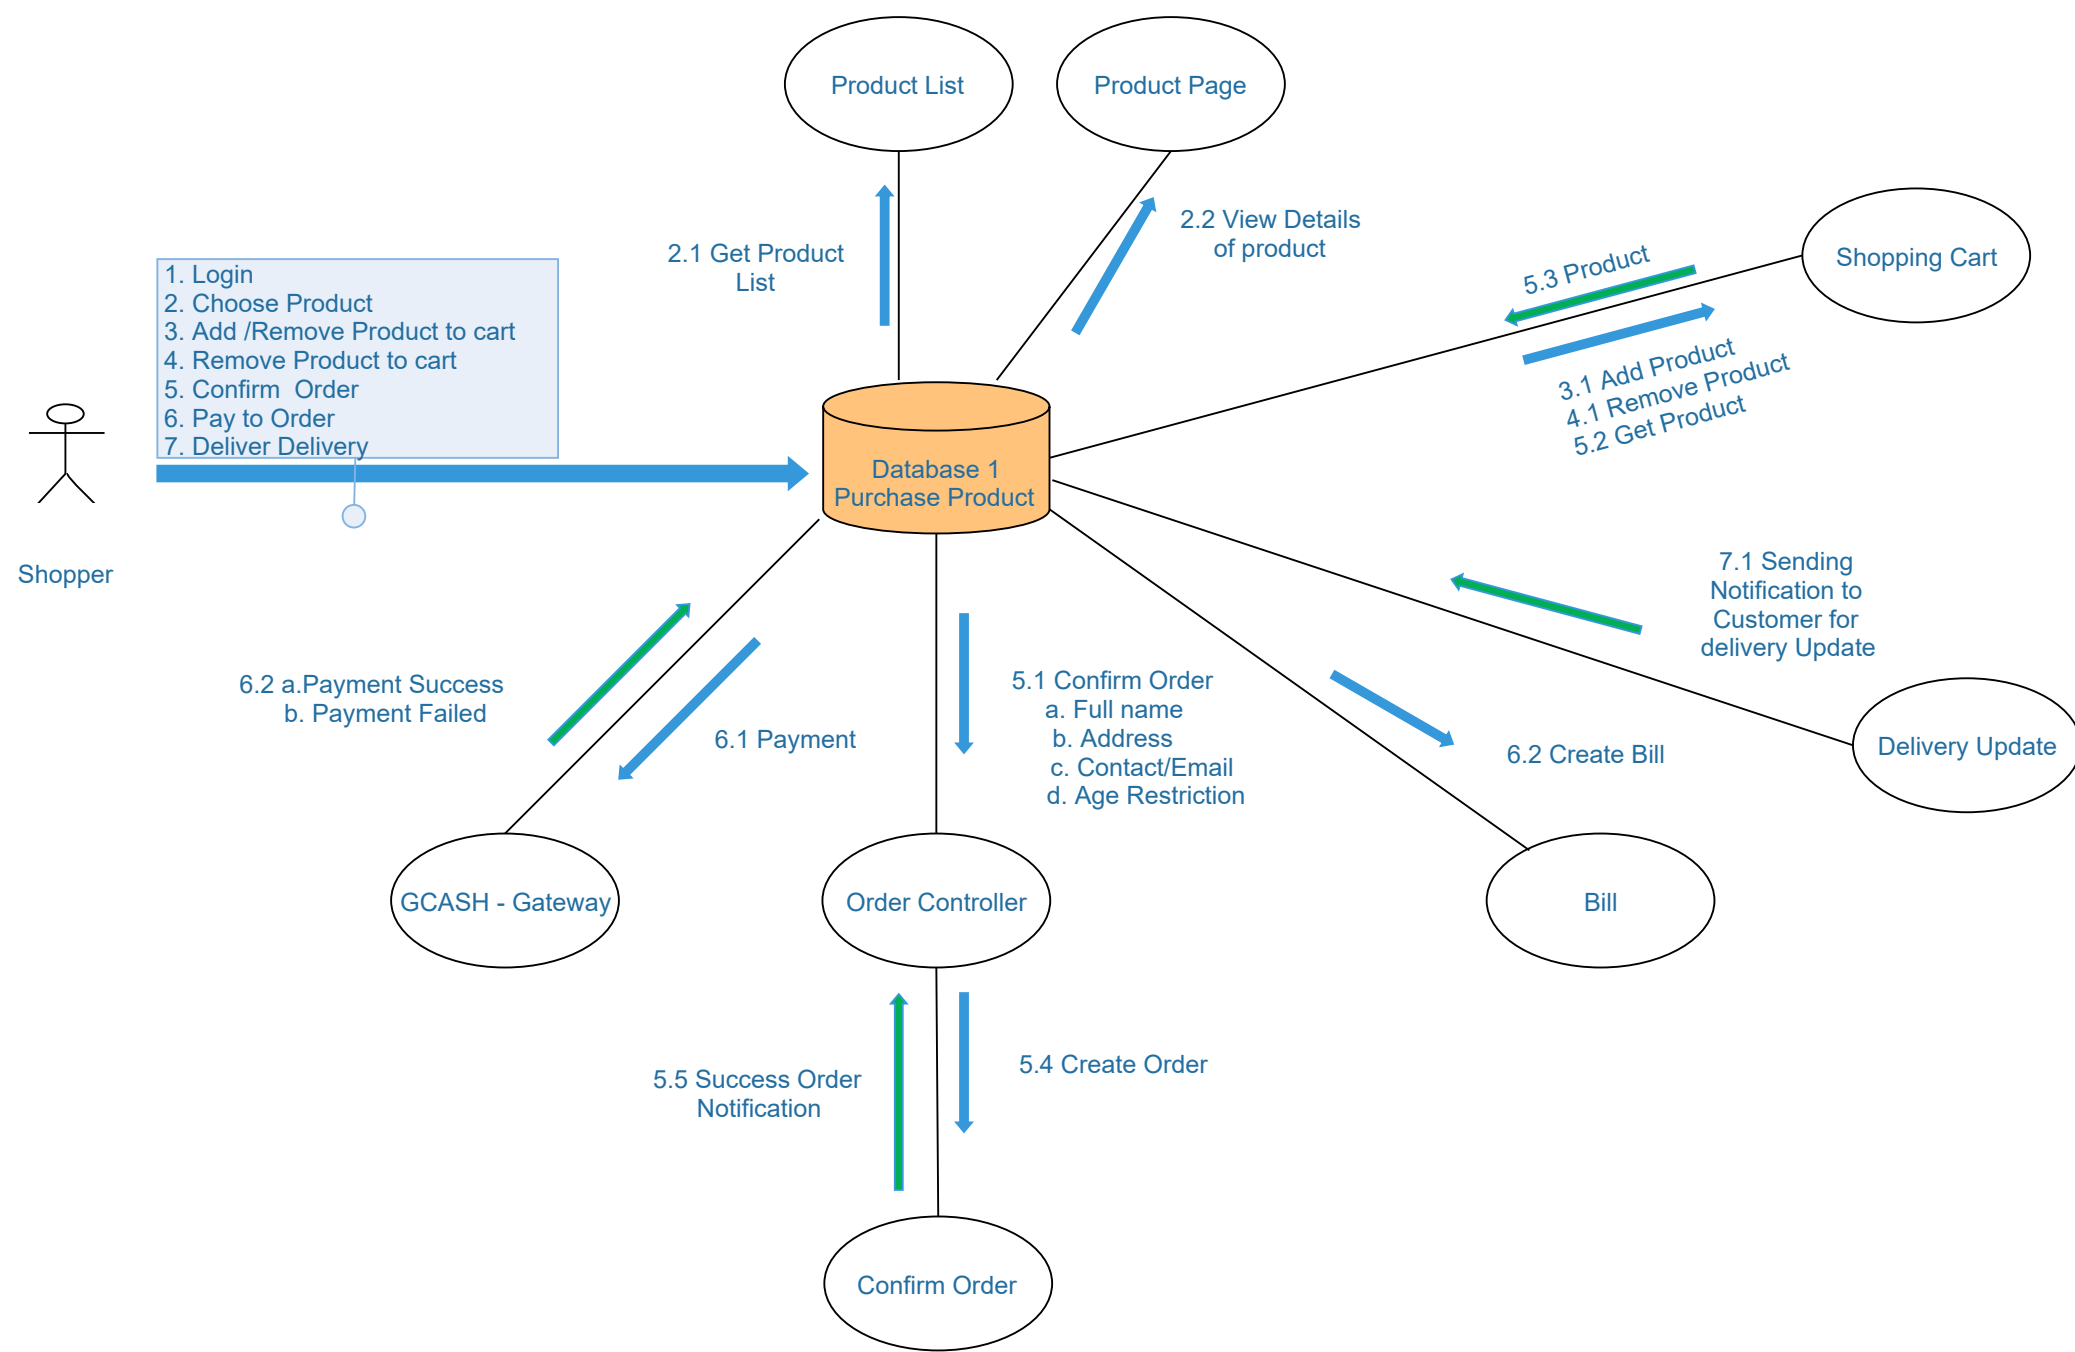 Product List
Product Page
2.1 Get Product
List
2.2 View Details
of product
Shopping Cart
5.3 Product
3.1 Add Product
4.1 Remove Product
5.2 Get Product
1. Login
2. Choose Product
3. Add /Remove Product to cart
4. Remove Product to cart
5. Confirm  Order
6. Pay to Order
7. Deliver Delivery
Shopper
Database 1
Purchase Product
7.1 Sending
Notification to
Customer for
delivery Update
6.2 a.Payment Success
b. Payment Failed
6.1 Payment
5.1 Confirm Order
a. Full name
b. Address
c. Contact/Email
d. Age Restriction
6.2 Create Bill
Delivery Update
GCASH - Gateway
Order Controller
Bill
5.5 Success Order
Notification
5.4 Create Order
Confirm Order